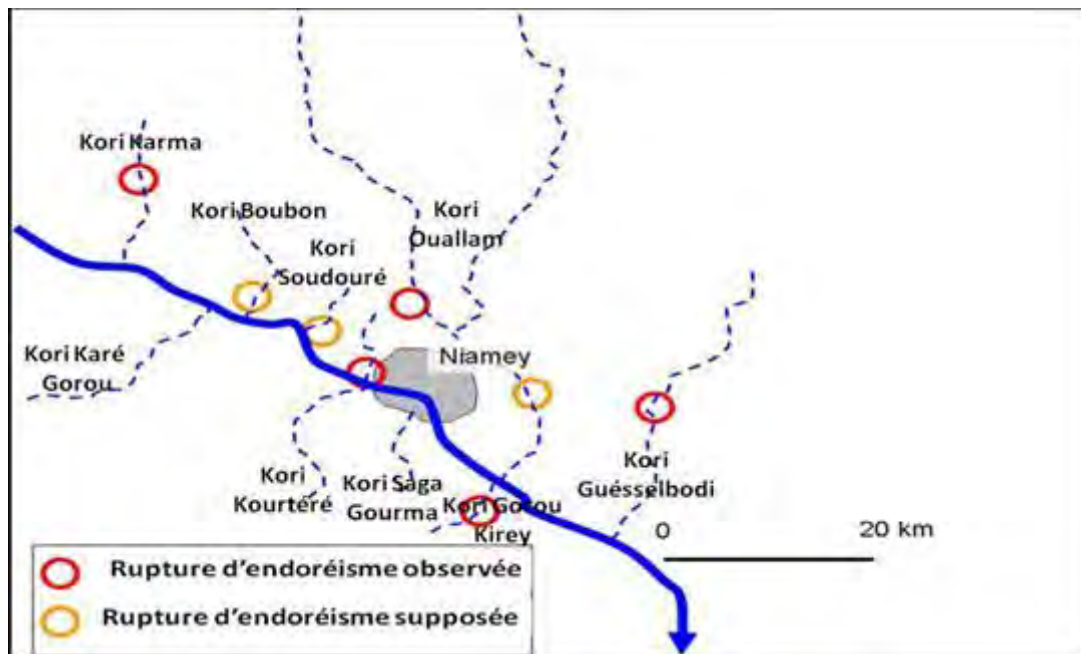 Kori Karma
Kori Boubon
Kori
Soudouré
Kori
Ouallam
Kori Karé
Gorou
Niamey
Kori
Kourtéré
Kori Saga
Gourma
Kori Gorou
Kirey
Kori
Guésselbodi
0 20 km
Rupture d'endoréisme observée
Rupture d'endoréisme supposée